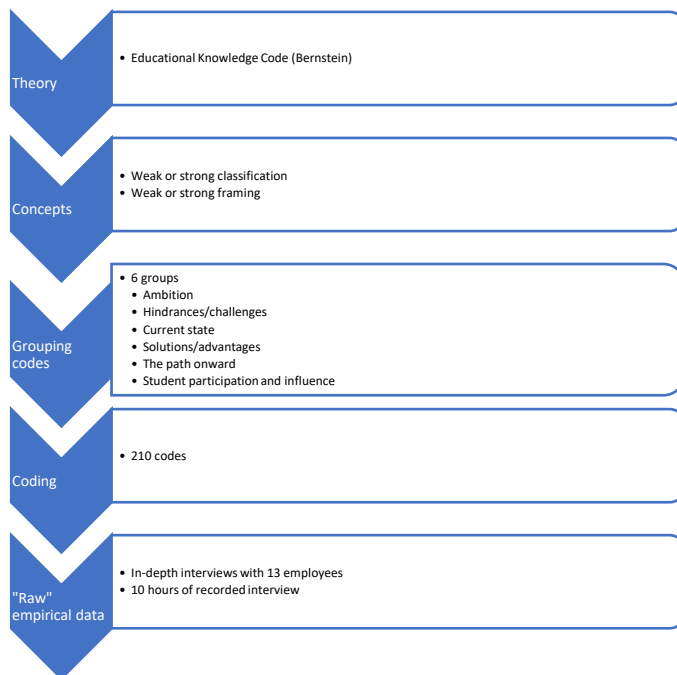 Theory
• Educational Knowledge Code (Bernstein)
Concepts
• Weak or strong classification
• Weak or strong framing
Grouping
codes
• 6 groups
• Ambition
• Hindrances/challenges
• Current state
• Solutions/advantages
• The path onward
• Student participation and influence
Coding
• 210 codes
"Raw"
empirical data
• In-depth interviews with 13 employees
• 10 hours of recorded interview